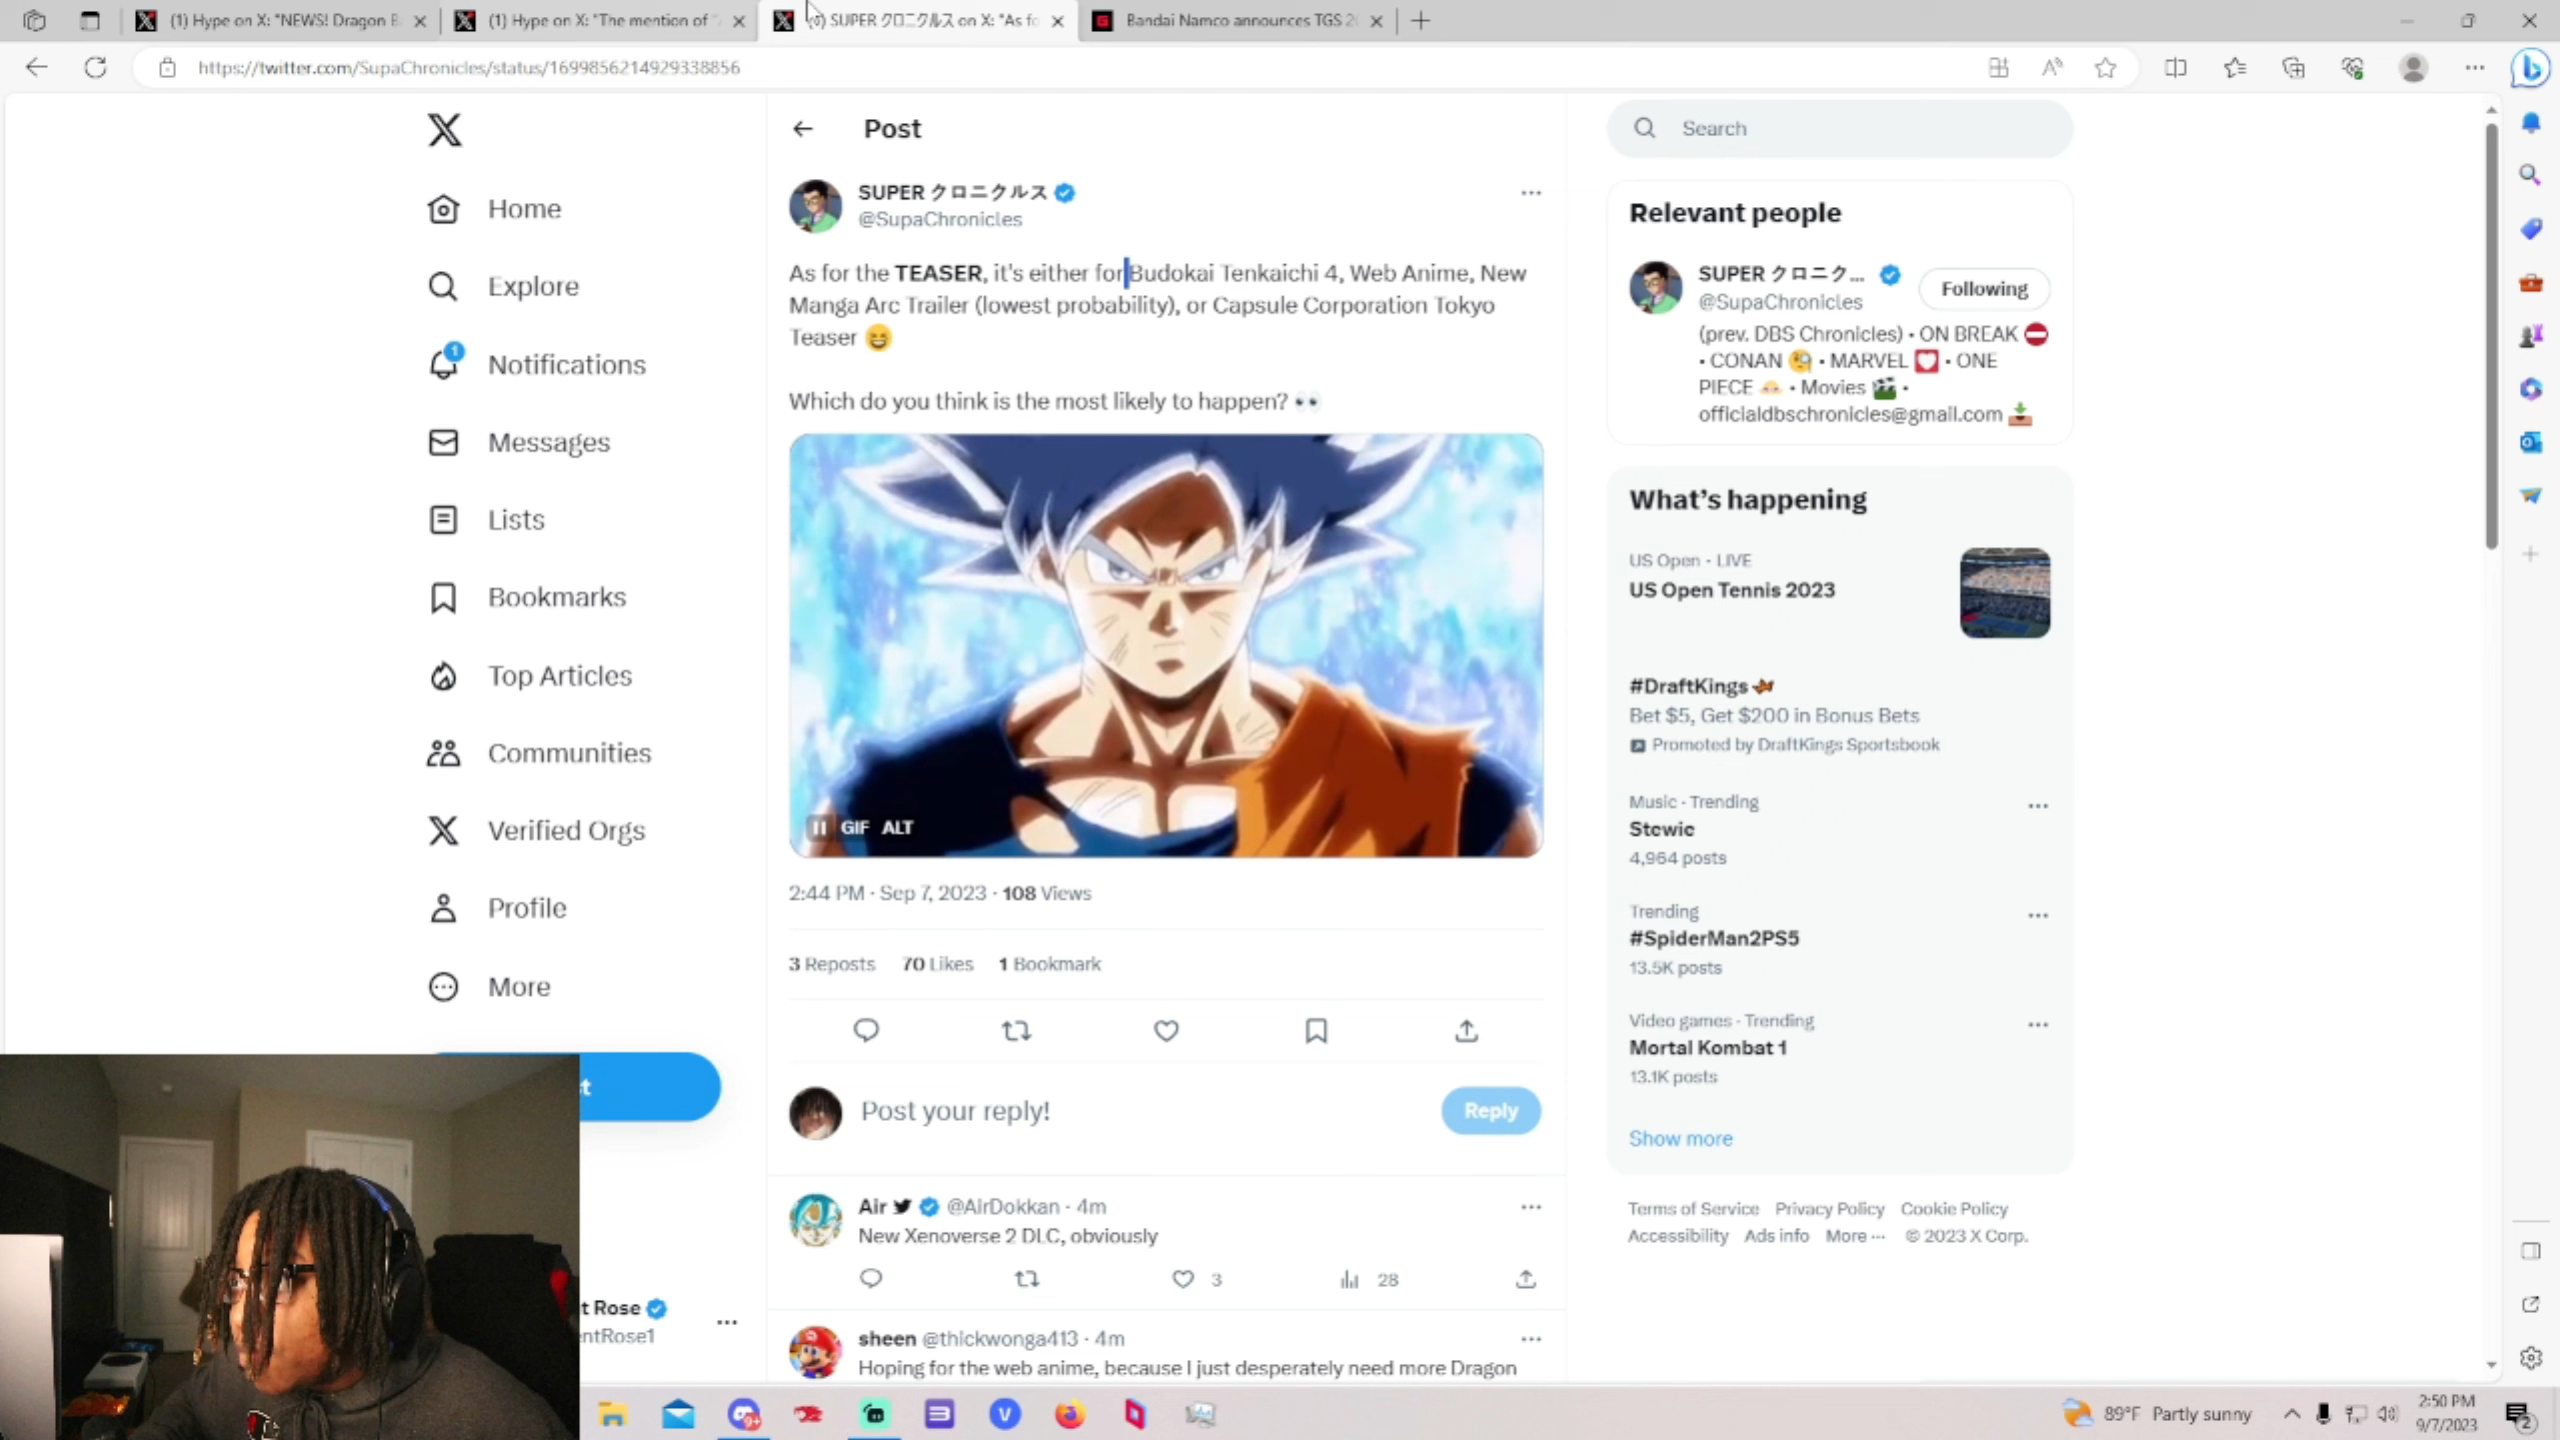 (1) Hype on X: "NEWS! Dragon B
(1) Hype on X: "The mention of "
SUPER クロニクルス on X: "As fo
Bandai Namco announces TGS 2
https://twitter.com/SupaChronicles/status/1699856214929338856
Home
Explore
1
Notifications
Messages
Lists
Bookmarks
Top Articles
Communities
Verified Orgs
Profile
More
t Rose
entRose1
Post
SUPER クロニクルス
@SupaChronicles
As for the TEASER, it's either for Budokai Tenkaichi 4, Web Anime, New
Manga Arc Trailer (lowest probability), or Capsule Corporation Tokyo
Teaser 😄
Which do you think is the most likely to happen? 👀
GIF ALT
2:44 PM · Sep 7, 2023 · 108 Views
3 Reposts 70 Likes 1 Bookmark
Post your reply!
Reply
Air @AirDokkan · 4m
New Xenoverse 2 DLC, obviously
3
28
sheen @thickwonga413 · 4m
Hoping for the web anime, because I just desperately need more Dragon
Search
Relevant people
SUPER クロニク...
@SupaChronicles
Following
(prev. DBS Chronicles) • ON BREAK ⛔
• CONAN 🧐 • MARVEL • ONE
PIECE • Movies 🎬 •
officialdbschronicles@gmail.com 📥
What's happening
US Open · LIVE
US Open Tennis 2023
#DraftKings
Bet $5, Get $200 in Bonus Bets
Promoted by DraftKings Sportsbook
Music · Trending
Stewie
4,964 posts
Trending
#SpiderMan2PS5
13.5K posts
Video games · Trending
Mortal Kombat 1
13.1K posts
Show more
Terms of Service Privacy Policy Cookie Policy
Accessibility Ads info More ··· © 2023 X Corp.
9+
89°F Partly sunny
2:50 PM
9/7/2023
2